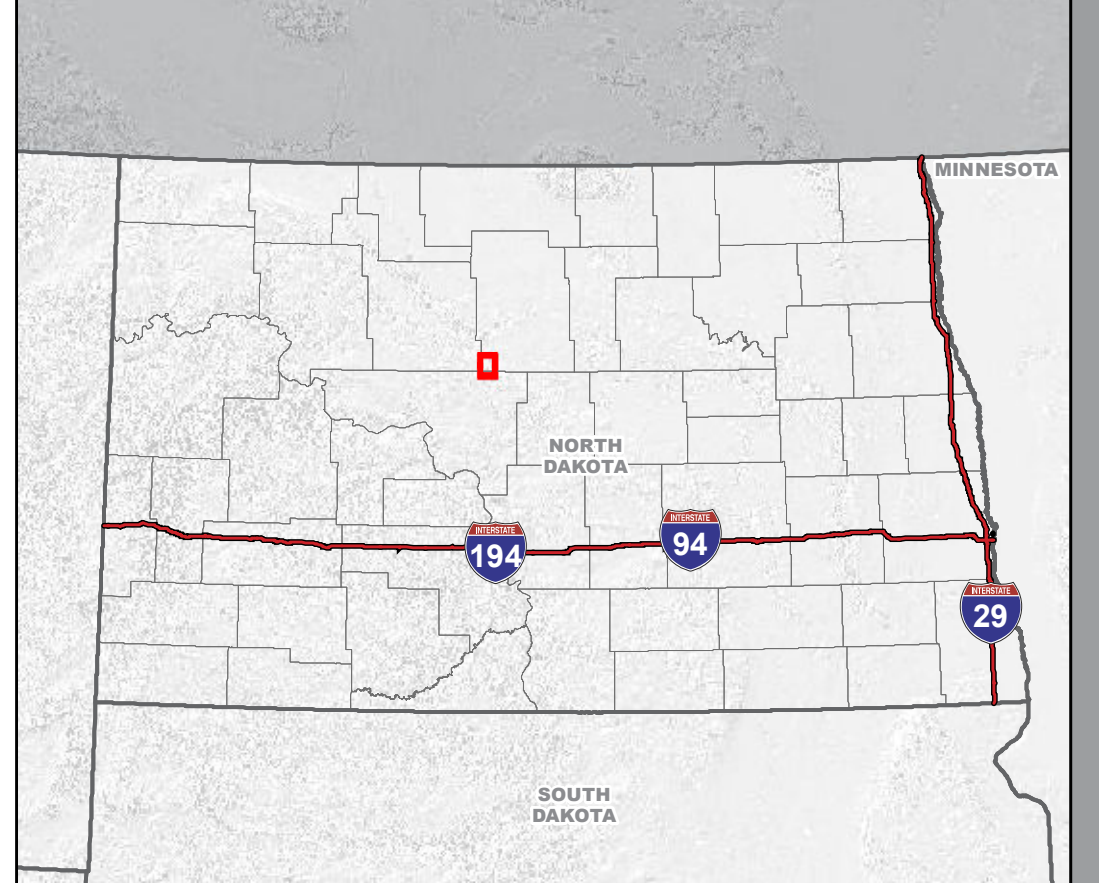 MINNESOTA
NORTH
DAKOTA
INTERSTATE
194
INTERSTATE
94
INTERSTATE
29
SOUTH
DAKOTA